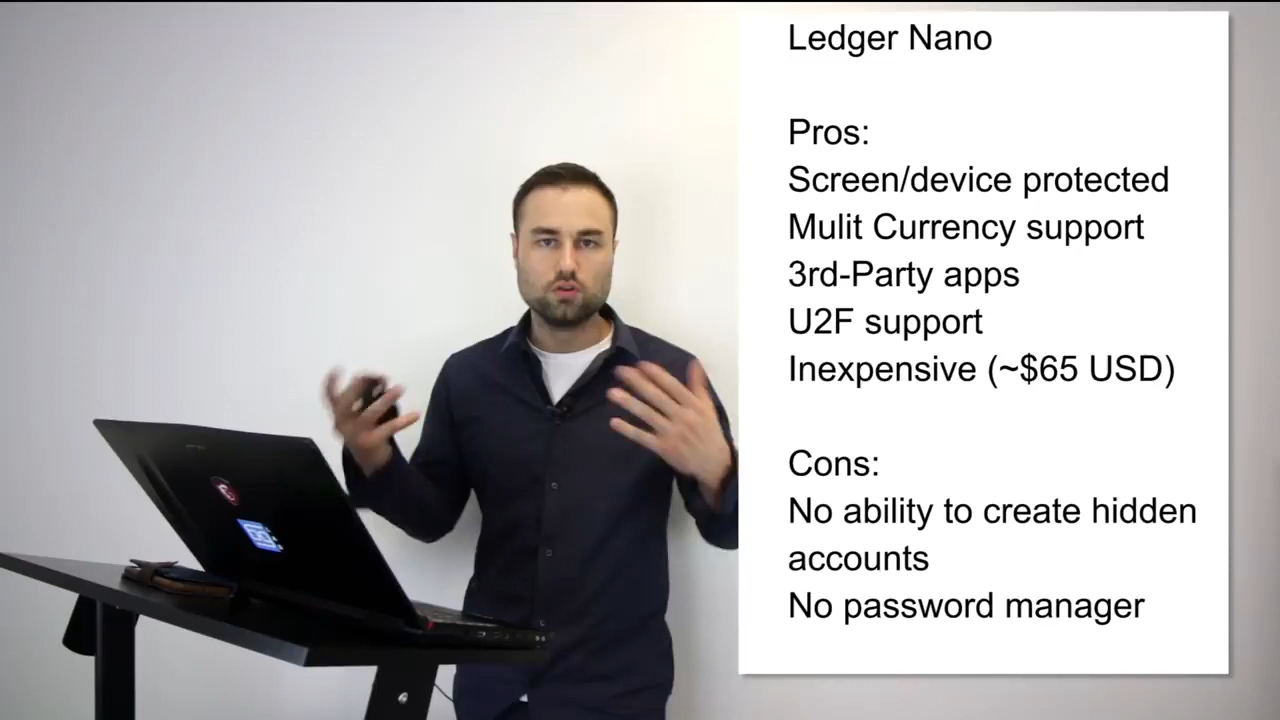 Ledger Nano
Pros:
Screen/device protected
Mulit Currency support
3rd-Party apps
U2F support
Inexpensive (~$65 USD)
Cons:
No ability to create hidden
accounts
No password manager